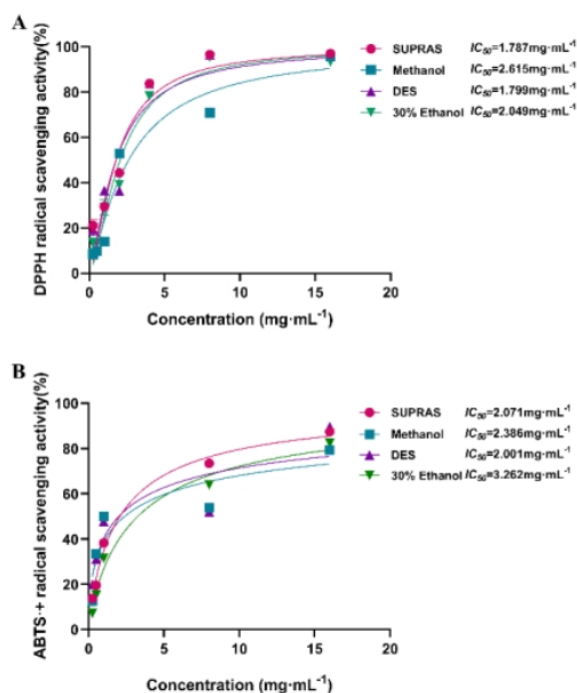 A
DPPH radical scavenging activity(%)
100
80
60
40
20
0
0 5 10 15 20
Concentration (mg·mL⁻¹)
SUPRAS IC₅₀=1.787mg·mL⁻¹
Methanol IC₅₀=2.615mg·mL⁻¹
DES IC₅₀=1.799mg·mL⁻¹
30% Ethanol IC₅₀=2.049mg·mL⁻¹
B
ABTS·+ radical scavenging activity(%)
100
80
60
40
20
0
0 5 10 15 20
Concentration (mg·mL⁻¹)
SUPRAS IC₅₀=2.071mg·mL⁻¹
Methanol IC₅₀=2.386mg·mL⁻¹
DES IC₅₀=2.001mg·mL⁻¹
30% Ethanol IC₅₀=3.262mg·mL⁻¹